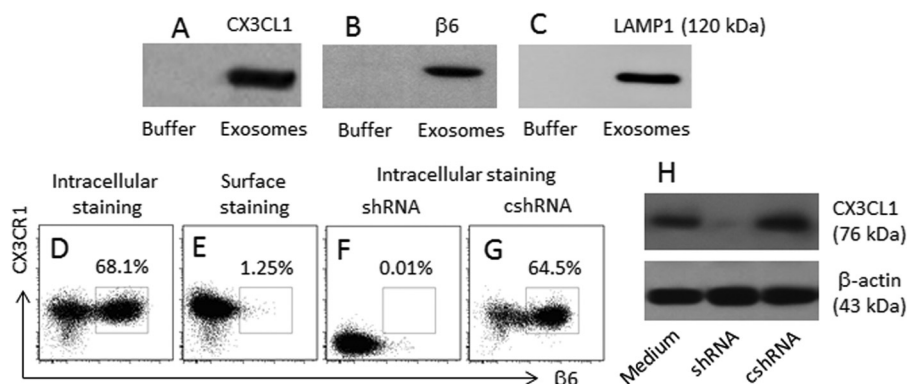 A CX3CL1
B β6
C LAMP1 (120 kDa)
Buffer Exosomes
Buffer Exosomes
Buffer Exosomes
Intracellular
staining
Surface
staining
Intracellular staining
shRNA
cshRNA
CX3CR1
D
68.1%
E
1.25%
F
0.01%
G
64.5%
β6
H
CX3CL1
(76 kDa)
β-actin
(43 kDa)
Medium
shRNA
cshRNA